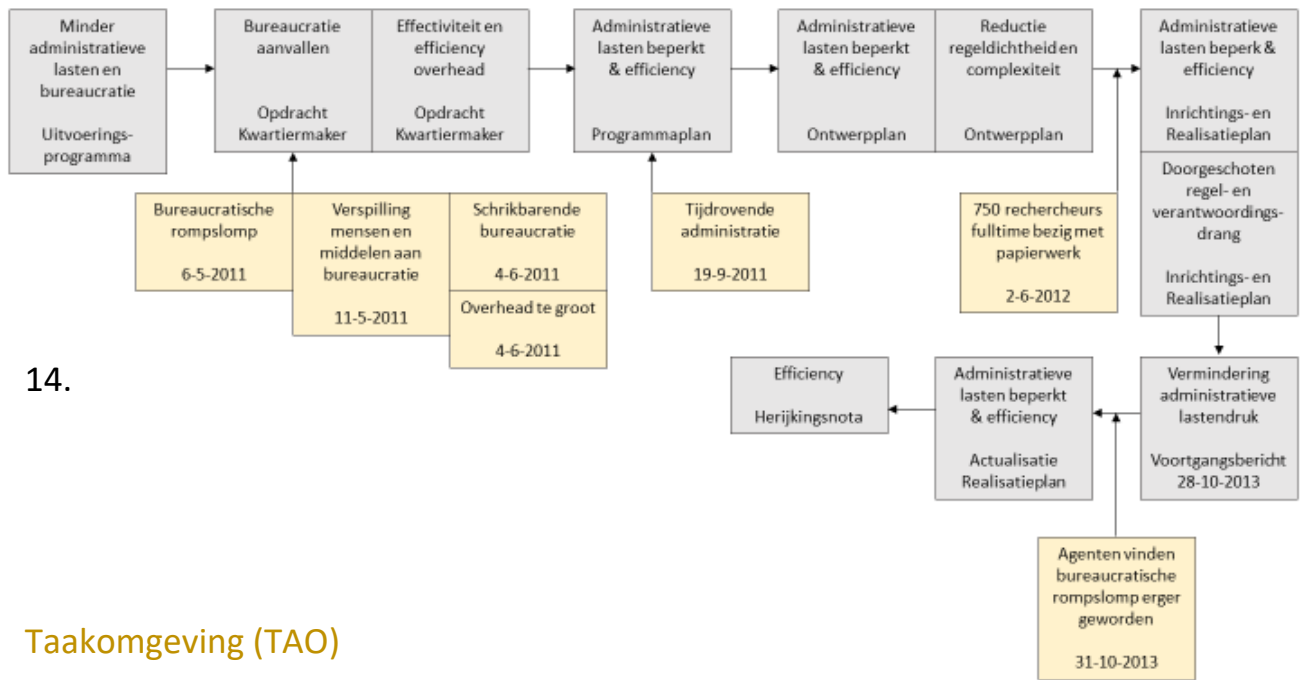 Minder
administratieve
lasten en
bureaucratie
Uitvoerings-
programma
Bureaucratie
aanvallen
Opdracht
Kwartiermaker
Effectiviteit en
efficiency
overhead
Opdracht
Kwartiermaker
Administratieve
lasten beperkt
& efficiency
Programmaplan
Administratieve
lasten beperkt
& efficiency
Ontwerpplan
Reductie
regeldichtheid en
complexiteit
Ontwerpplan
Administratieve
lasten beperk &
efficiency
Inrichtings- en
Realisatieplan
Doorgeschoten
regel- en
verantwoordings-
drang
Inrichtings- en
Realisatieplan
Bureaucratische
rompslomp
6-5-2011
Verspilling
mensen en
middelen aan
bureaucratie
11-5-2011
Schrikbarende
bureaucratie
4-6-2011
Overhead te groot
4-6-2011
Tijdrovende
administratie
19-9-2011
750 rechercheurs
fulltime bezig met
papierwerk
2-6-2012
14.
Efficiency
Herijkingsnota
Administratieve
lasten beperkt
& efficiency
Actualisatie
Realisatieplan
Vermindering
administratieve
lastendruk
Voortgangsbericht
28-10-2013
Agenten vinden
bureaucratische
rompslomp erger
geworden
31-10-2013
Taakomgeving (TAO)